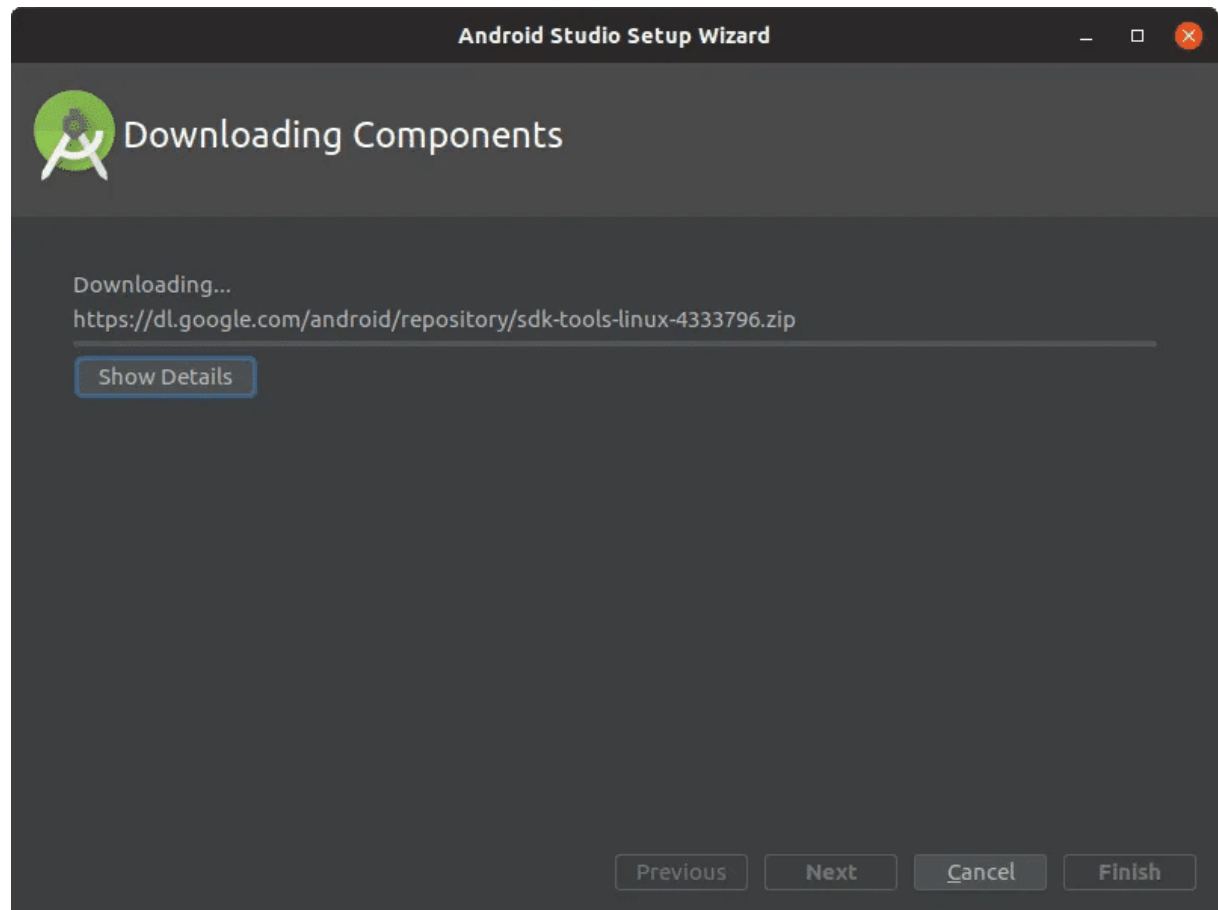 Android Studio Setup Wizard
Downloading Components
Downloading...
https://dl.google.com/android/repository/sdk-tools-linux-4333796.zip
Show Details
Previous Next Cancel Finish